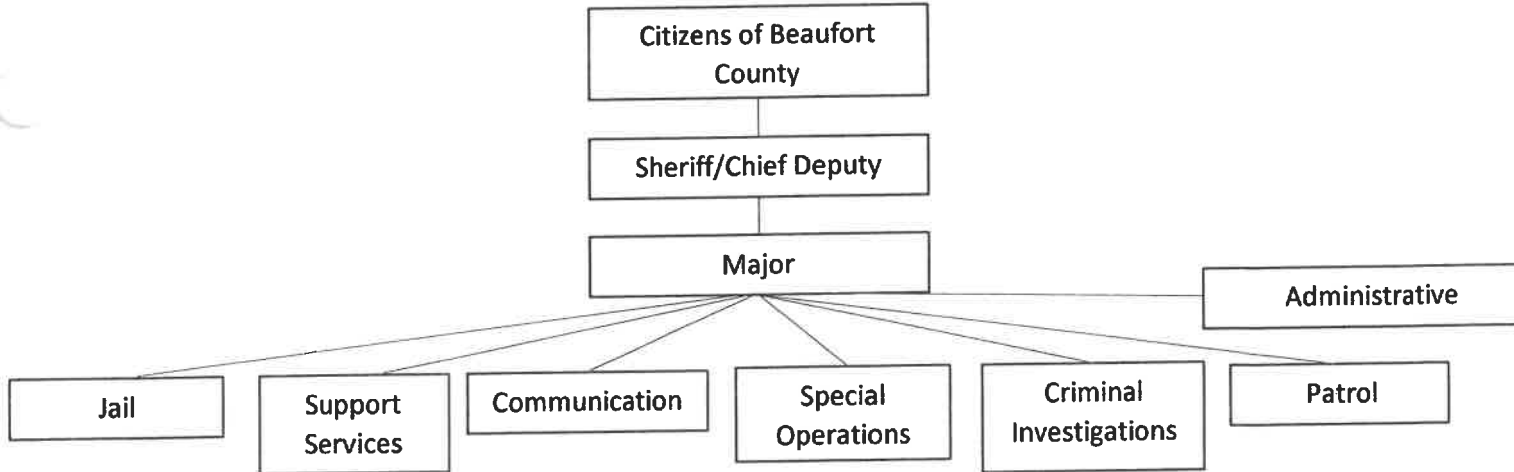 Citizens of Beaufort
County
Sheriff/Chief Deputy
Major
Administrative
Jail
Support
Services
Communication
Special
Operations
Criminal
Investigations
Patrol